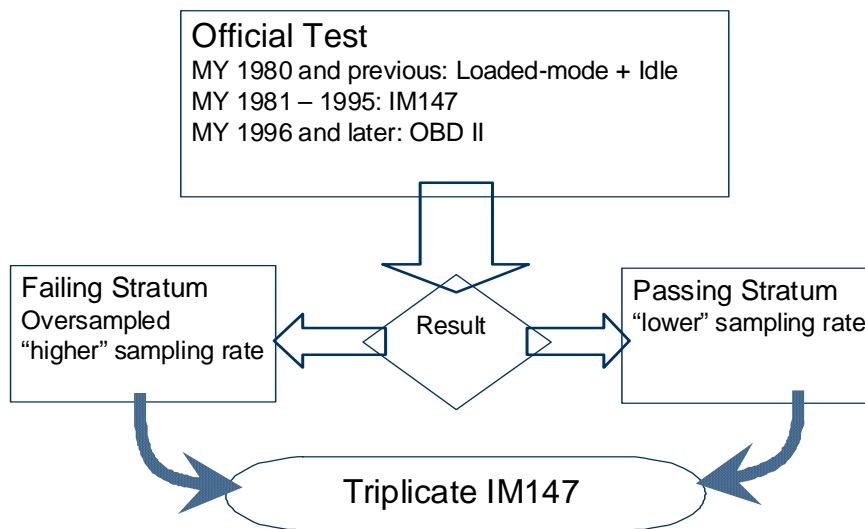 Official Test
MY 1980 and previous: Loaded-mode + Idle
MY 1981 – 1995: IM147
MY 1996 and later: OBD II
Failing Stratum
Oversampled
“higher” sampling rate
Result
Passing Stratum
“lower” sampling rate
Triplicate IM147